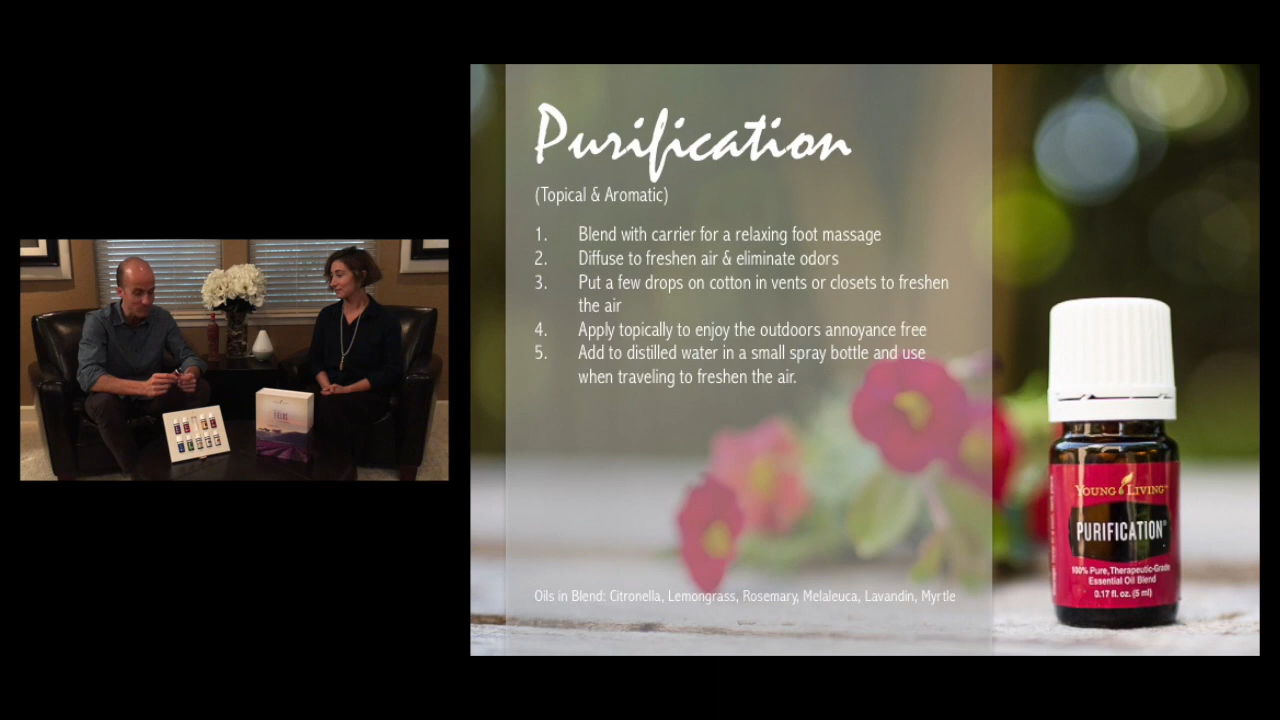 Purification
(Topical & Aromatic)
1. Blend with carrier for a relaxing foot massage
2. Diffuse to freshen air & eliminate odors
3. Put a few drops on cotton in vents or closets to freshen
the air
4. Apply topically to enjoy the outdoors annoyance free
5. Add to distilled water in a small spray bottle and use
when traveling to freshen the air.
Oils in Blend: Citronella, Lemongrass, Rosemary, Melaleuca, Lavandin, Myrtle
YOUNG LIVING™
PURIFICATION®
100% Pure, Therapeutic-Grade
Essential Oil Blend
0.17 fl. oz. (5 ml)